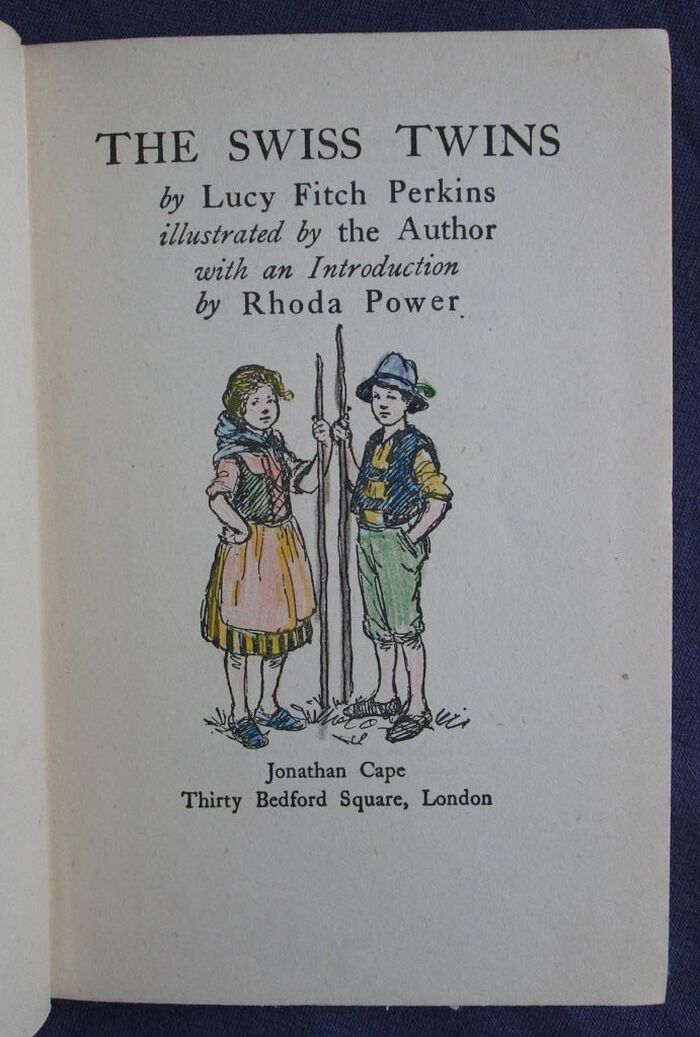 THE SWISS TWINS
by Lucy Fitch Perkins
illustrated by the Author
with an Introduction
by Rhoda Power
Jonathan Cape
Thirty Bedford Square, London